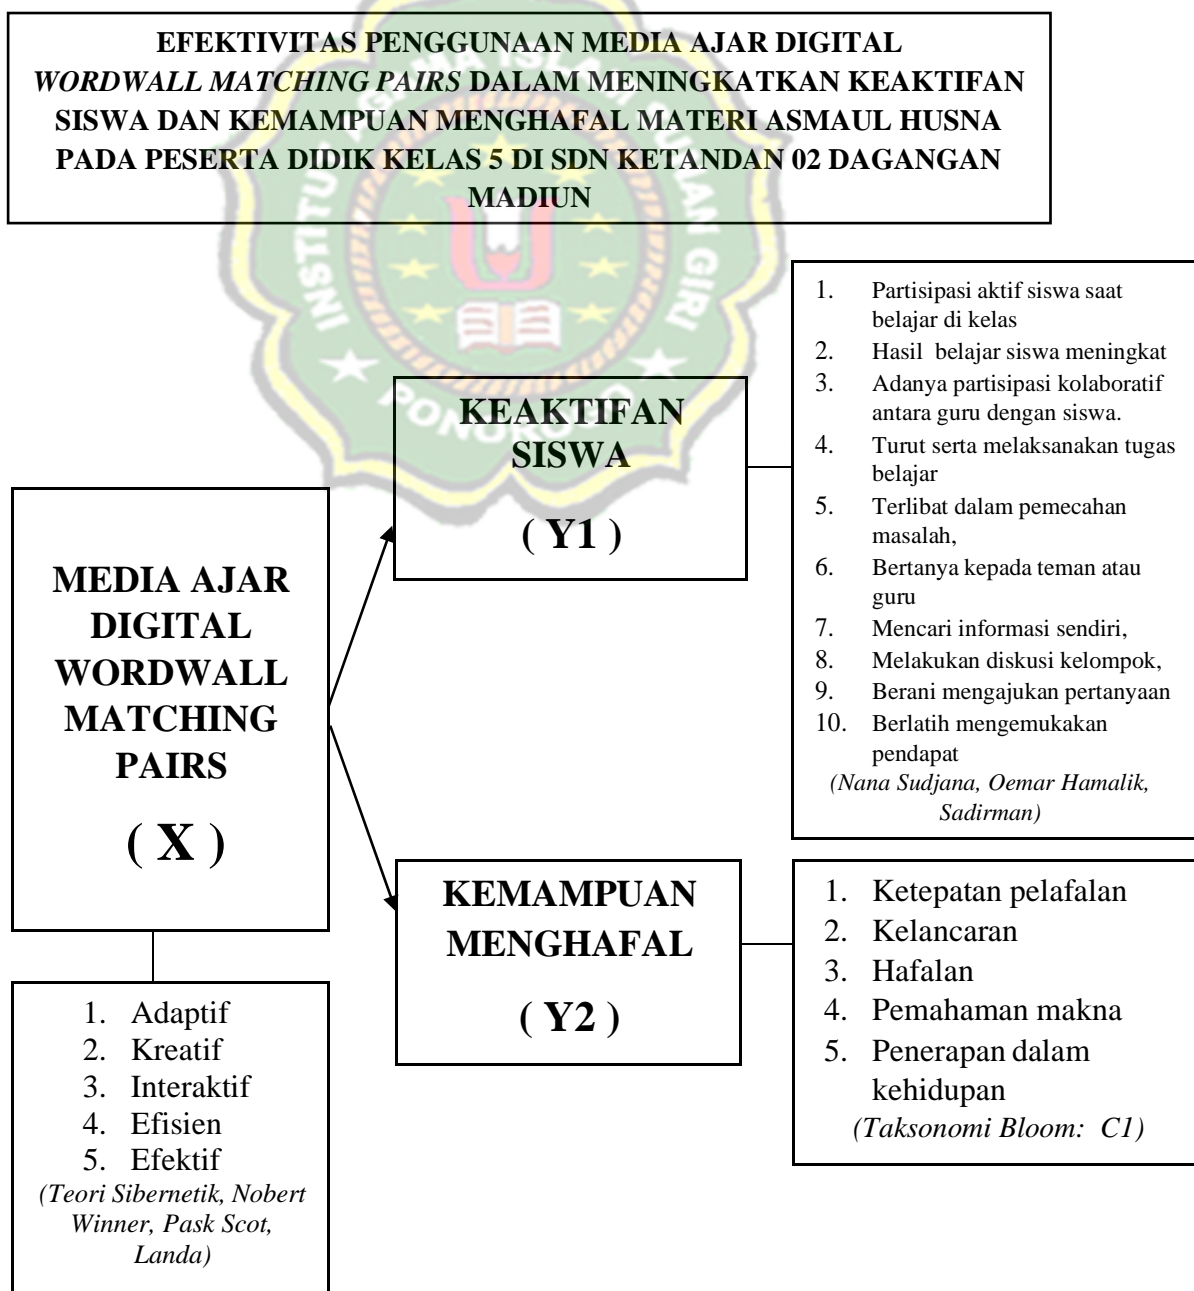 EFEKTIVITAS PENGGUNAAN MEDIA AJAR DIGITAL
WORDWALL MATCHING PAIRS DALAM MENINGKATKAN KEAKTIFAN
SISWA DAN KEMAMPUAN MENGHAFAL MATERI ASMAUL HUSNA
PADA PESERTA DIDIK KELAS 5 DI SDN KETANDAN 02 DAGANGAN
MADIUN
INSTITUT AGAMA ISLAM SUNAN GIRI
PONOROGO
MEDIA AJAR
DIGITAL
WORDWALL
MATCHING
PAIRS
( X )
1. Adaptif
2. Kreatif
3. Interaktif
4. Efisien
5. Efektif
(Teori Sibernetik, Nobert
Winner, Pask Scot,
Landa)
KEAKTIFAN
SISWA
( Y1 )
1. Partisipasi aktif siswa saat
belajar di kelas
2. Hasil belajar siswa meningkat
3. Adanya partisipasi kolaboratif
antara guru dengan siswa.
4. Turut serta melaksanakan tugas
belajar
5. Terlibat dalam pemecahan
masalah,
6. Bertanya kepada teman atau
guru
7. Mencari informasi sendiri,
8. Melakukan diskusi kelompok,
9. Berani mengajukan pertanyaan
10. Berlatih mengemukakan
pendapat
(Nana Sudjana, Oemar Hamalik,
Sadirman)
KEMAMPUAN
MENGHAFAL
( Y2 )
1. Ketepatan pelafalan
2. Kelancaran
3. Hafalan
4. Pemahaman makna
5. Penerapan dalam
kehidupan
(Taksonomi Bloom: C1)